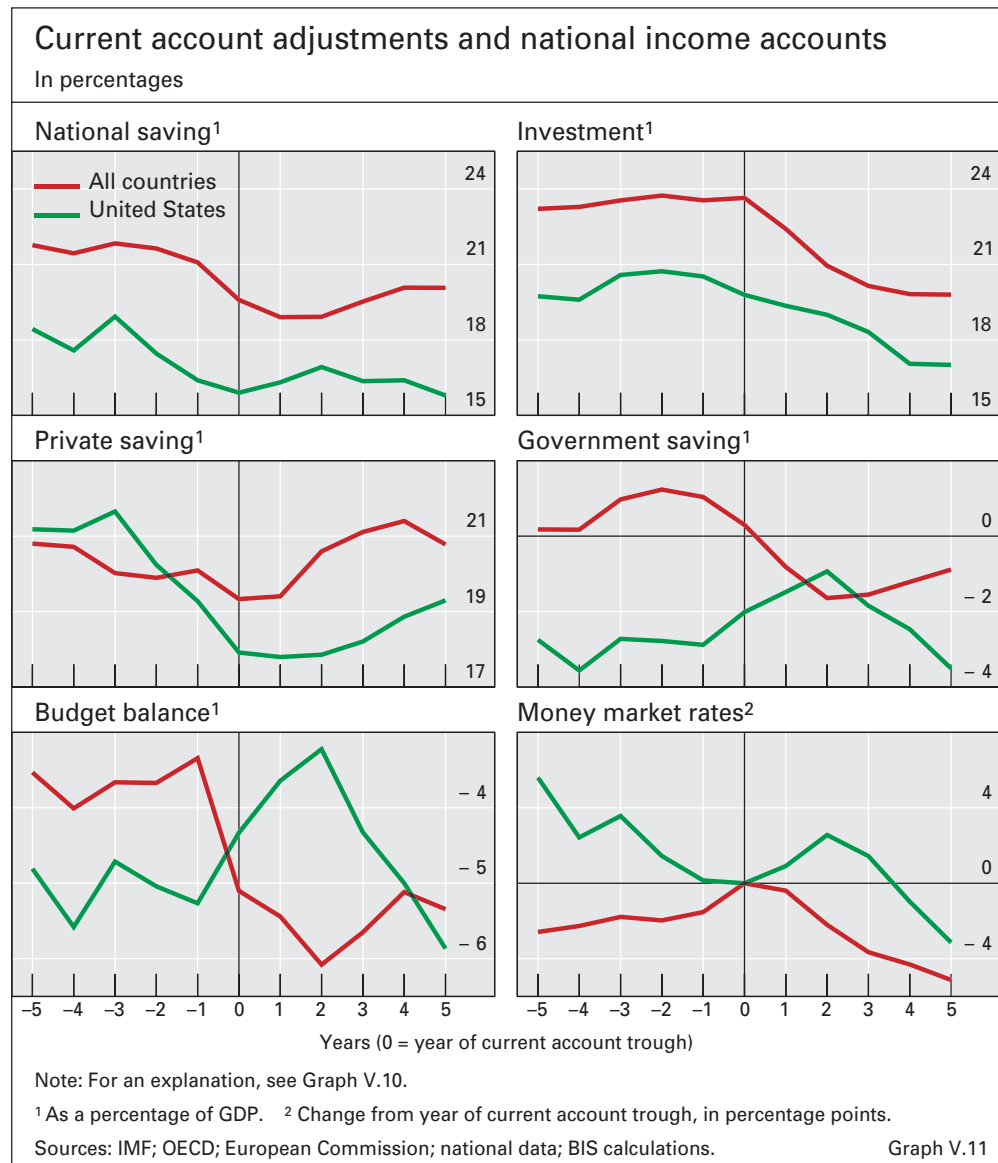 Current account adjustments and national income accounts
In percentages
National saving¹
Investment¹
All countries
United States
24
21
18
15
24
21
18
15
Private saving¹
Government saving¹
21
19
17
0
– 2
– 4
Budget balance¹
Money market rates²
– 4
– 5
– 6
4
0
– 4
–5 –4 –3 –2 –1 0 1 2 3 4 5
–5 –4 –3 –2 –1 0 1 2 3 4 5
Years (0 = year of current account trough)
Note: For an explanation, see Graph V.10.
¹ As a percentage of GDP. ² Change from year of current account trough, in percentage points.
Sources: IMF; OECD; European Commission; national data; BIS calculations. Graph V.11